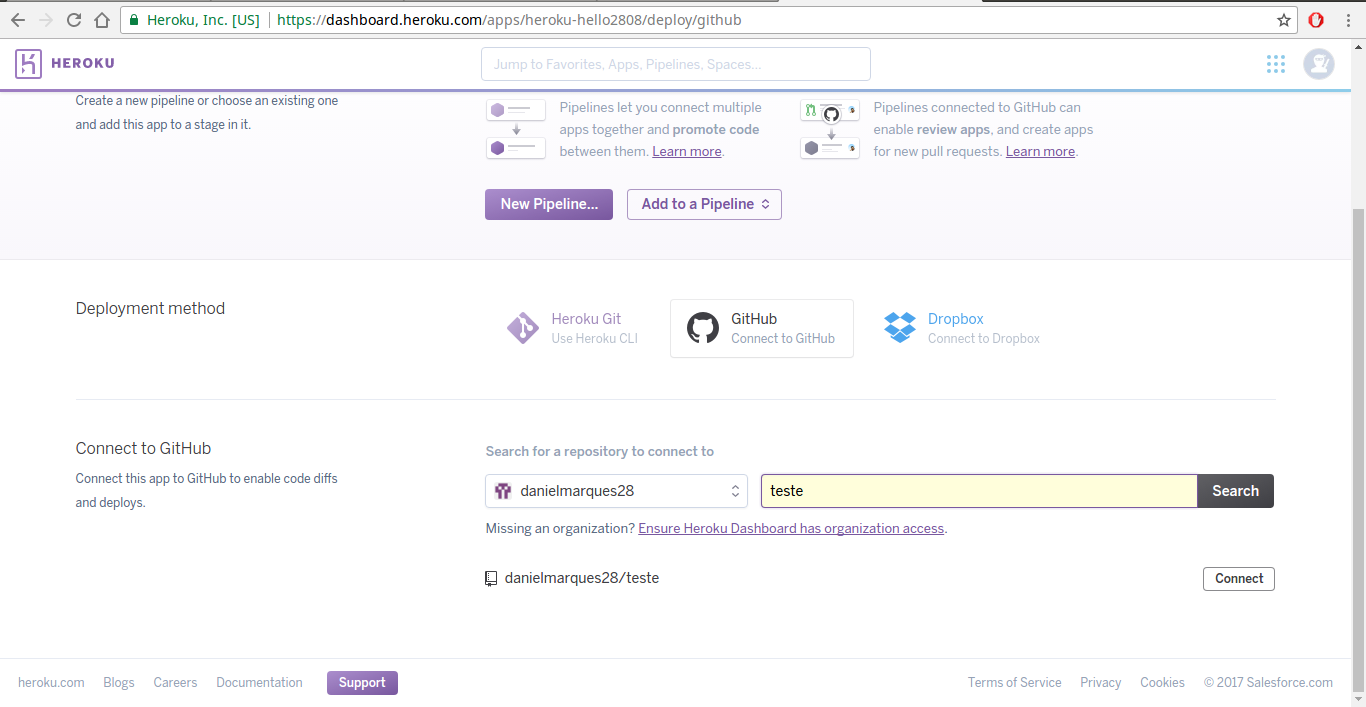 Heroku, Inc. [US] https://dashboard.heroku.com/apps/heroku-hello2808/deploy/github
HEROKU
Jump to Favorites, Apps, Pipelines, Spaces...
Create a new pipeline or choose an existing one
and add this app to a stage in it.
Pipelines let you connect multiple
apps together and promote code
between them. Learn more.
Pipelines connected to GitHub can
enable review apps, and create apps
for new pull requests. Learn more.
New Pipeline...
Add to a Pipeline
Deployment method
Heroku Git
Use Heroku CLI
GitHub
Connect to GitHub
Dropbox
Connect to Dropbox
Connect to GitHub
Connect this app to GitHub to enable code diffs
and deploys.
Search for a repository to connect to
danielmarques28
teste
Search
Missing an organization? Ensure Heroku Dashboard has organization access.
danielmarques28/teste
Connect
heroku.com Blogs Careers Documentation Support Terms of Service Privacy Cookies © 2017 Salesforce.com